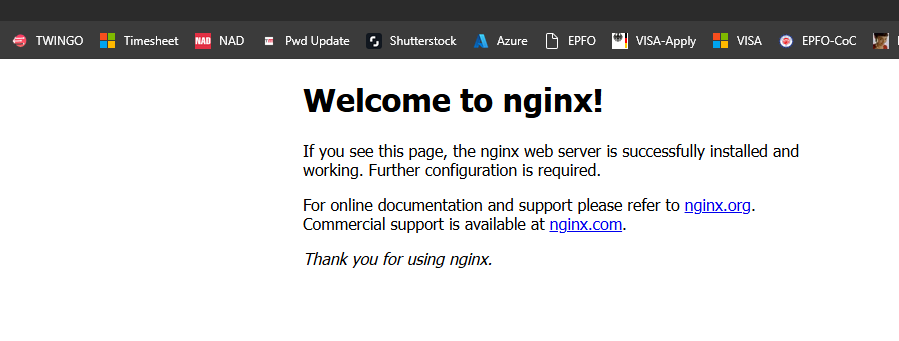 TWINGO Timesheet NAD NAD Pwd Update Shutterstock Azure EPFO VISA-Apply VISA EPFO-CoC
Welcome to nginx!
If you see this page, the nginx web server is successfully installed and
working. Further configuration is required.
For online documentation and support please refer to nginx.org.
Commercial support is available at nginx.com.
Thank you for using nginx.